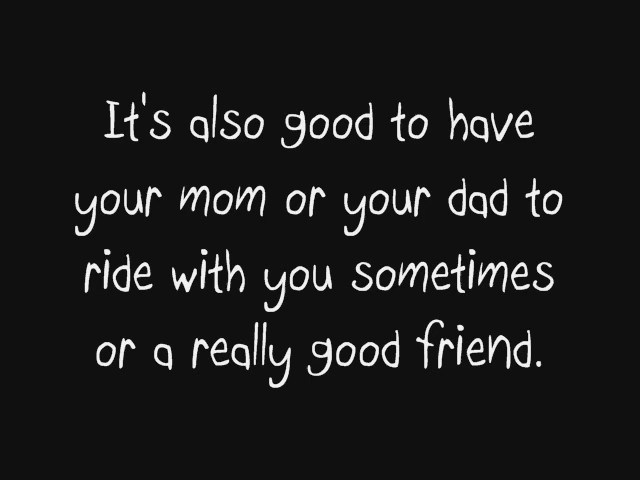 It's also good to have
your mom or your dad to
ride with you sometimes
or a really good friend.